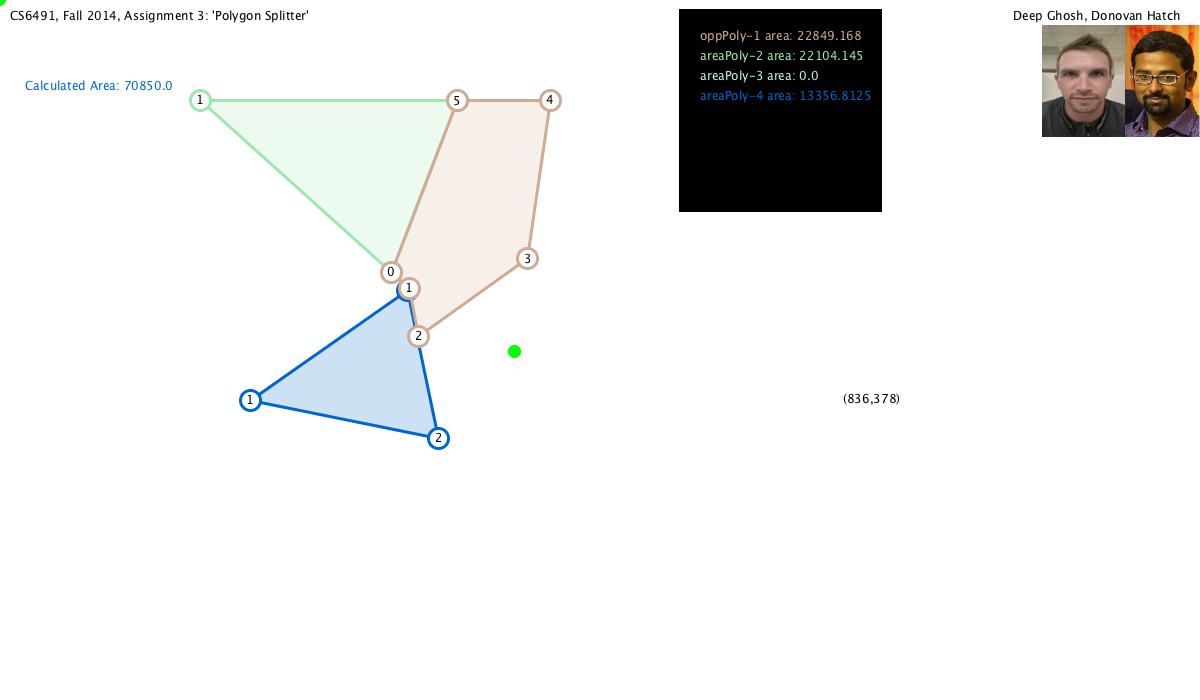 CS6491, Fall 2014, Assignment 3: 'Polygon Splitter'
Deep Ghosh, Donovan Hatch
oppPoly-1 area: 22849.168
areaPoly-2 area: 22104.145
areaPoly-3 area: 0.0
areaPoly-4 area: 13356.8125
Calculated Area: 70850.0
1
5
4
3
0
1
2
(836,378)
1
2